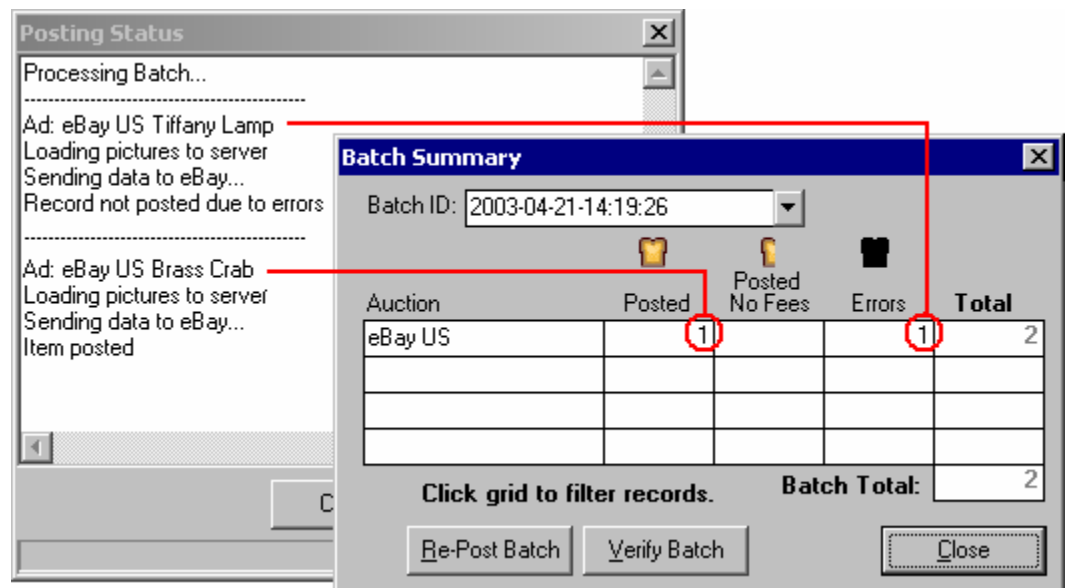 Posting Status
Processing Batch...
Ad: eBay US Tiffany Lamp
Loading pictures to server
Sending data to eBay...
Record not posted due to errors
Ad: eBay US Brass Crab
Loading pictures to server
Sending data to eBay...
Item posted
C
Batch Summary
Batch ID: 2003-04-21-14:19:26
Auction Posted Posted No Fees Errors Total
eBay US 1 1 2
Batch Total: 2
Click grid to filter records.
Re-Post Batch Verify Batch Close